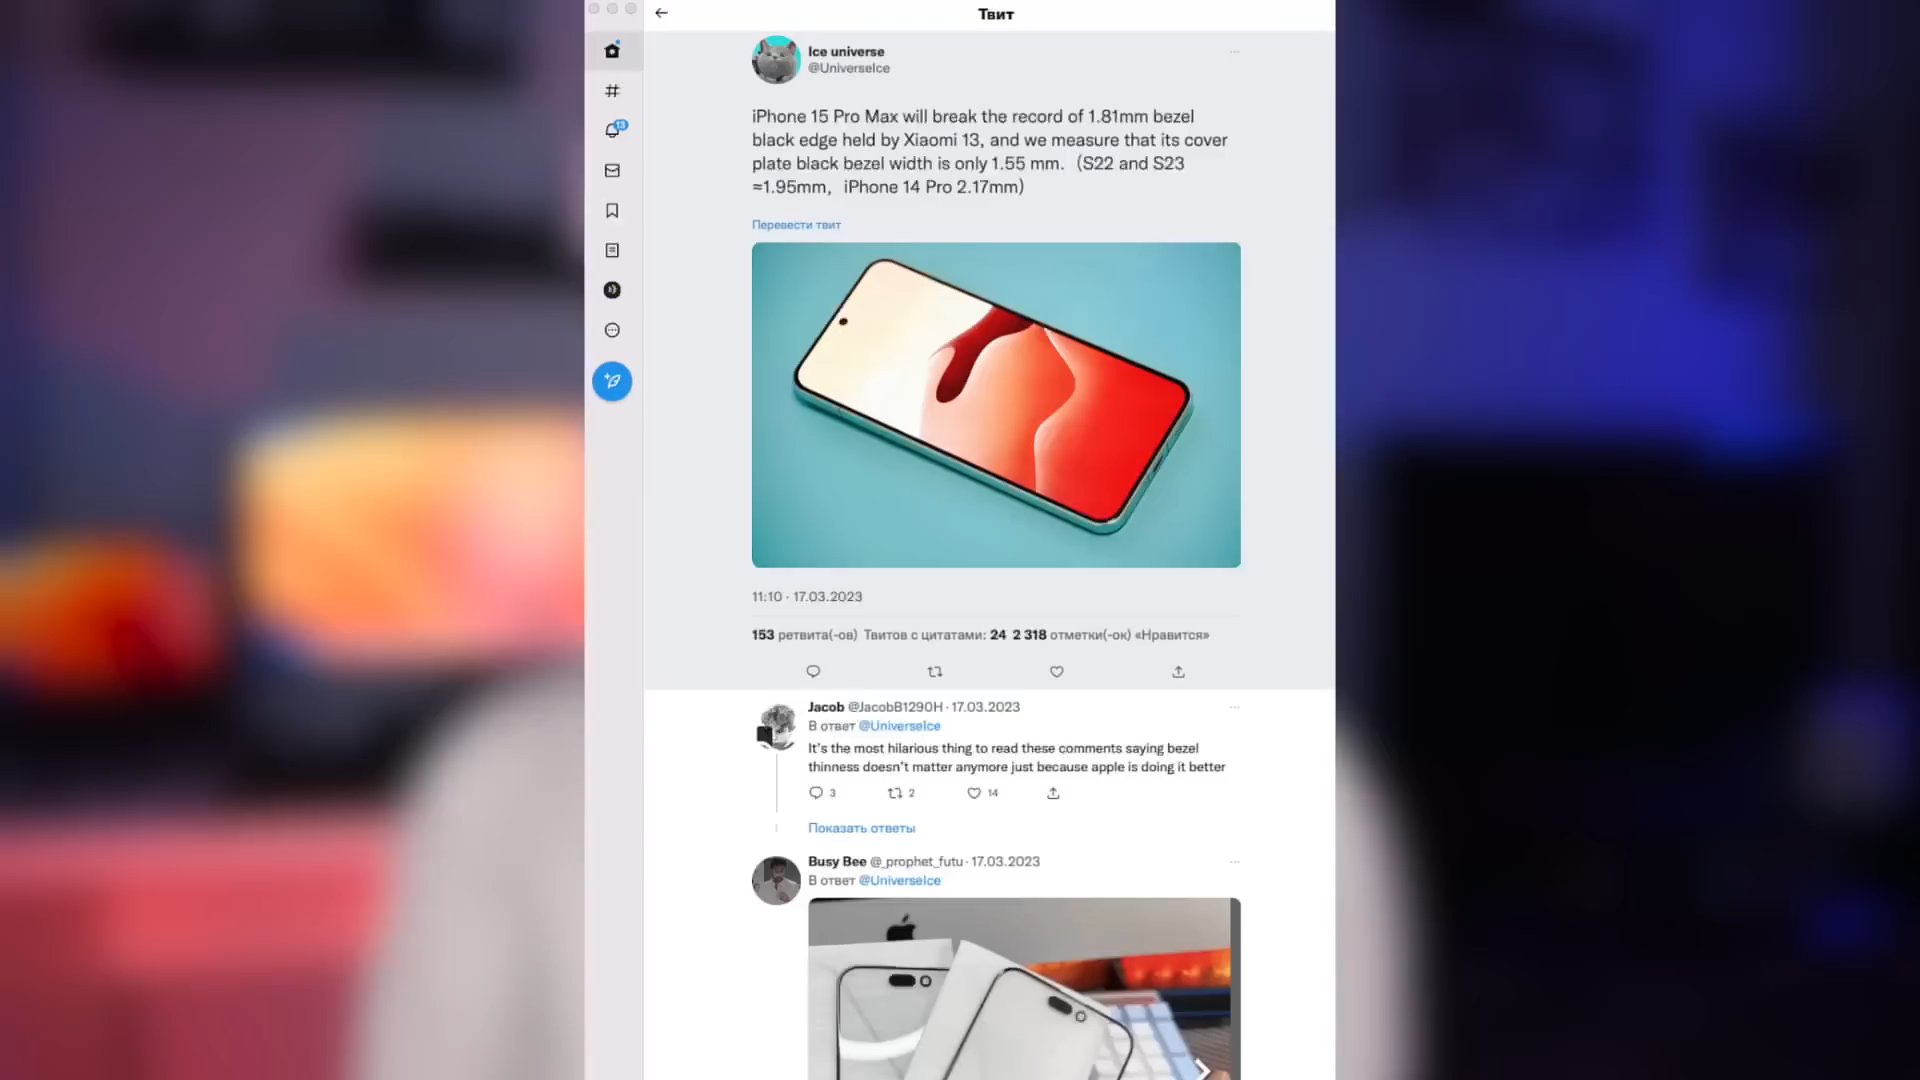 Твит
Ice universe
@UniverseIce
iPhone 15 Pro Max will break the record of 1.81mm bezel
black edge held by Xiaomi 13, and we measure that its cover
plate black bezel width is only 1.55 mm.（S22 and S23
≈1.95mm， iPhone 14 Pro 2.17mm）
Перевести твит
13
11:10 · 17.03.2023
153 ретвита(-ов) Твитов с цитатами: 24 2 318 отметки(-ок) «Нравится»
Jacob @JacobB1290H · 17.03.2023
В ответ @UniverseIce
It's the most hilarious thing to read these comments saying bezel
thinness doesn't matter anymore just because apple is doing it better
3 2 14
Показать ответы
Busy Bee @_prophet_futu · 17.03.2023
В ответ @UniverseIce